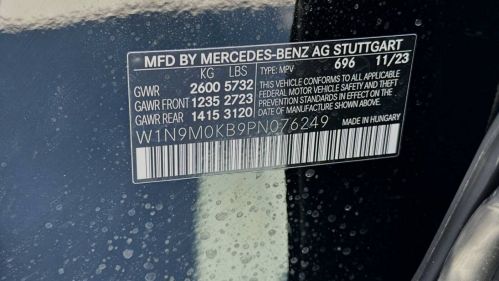 MFD BY MERCEDES-BENZ AG STUTTGART
KG LBS TYPE: MPV 696 11/23
GVWR 2600 5732
GAWR FRONT 1235 2723
GAWR REAR 1415 3120
THIS VEHICLE CONFORMS TO ALL APPLICABLE
FEDERAL MOTOR VEHICLE SAFETY AND THEFT
PREVENTION STANDARDS IN EFFECT ON THE DATE
OF MANUFACTURE SHOWN ABOVE.
W1N9M0KB9PN076249
MADE IN HUNGARY